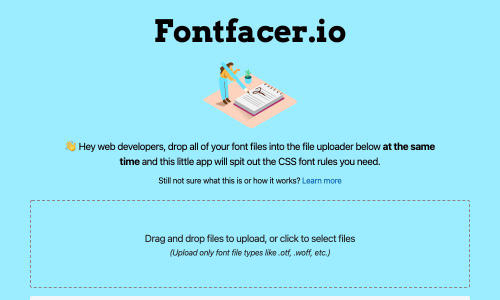 Fontfacer.io
👋 Hey web developers, drop all of your font files into the file uploader below at the same
time and this little app will spit out the CSS font rules you need.
Still not sure what this is or how it works? Learn more
Drag and drop files to upload, or click to select files
(Upload only font file types like .otf, .woff, etc.)